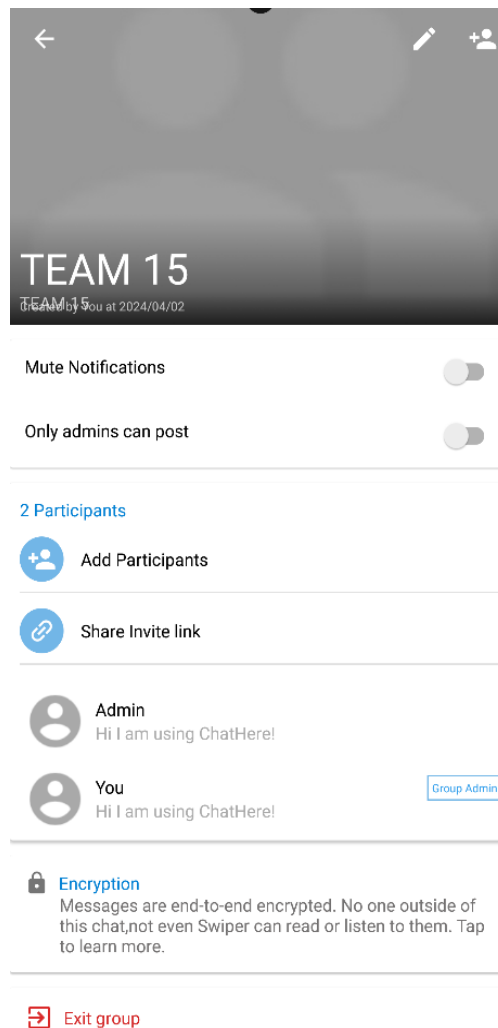 TEAM 15
TEAM 15
Created by You at 2024/04/02
Mute Notifications
Only admins can post
2 Participants
Add Participants
Share Invite link
Admin
Hi I am using ChatHere!
You
Group Admin
Hi I am using ChatHere!
Encryption
Messages are end-to-end encrypted. No one outside of
this chat,not even Swiper can read or listen to them. Tap
to learn more.
Exit group